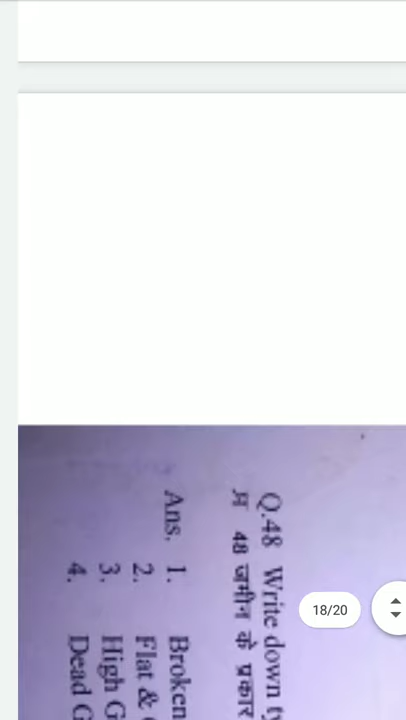 Q.48 Write down
प्र 48 जमीन के प्रकार
Ans. 1. Broken
2. Flat &
3. High
4. Dead
18/20